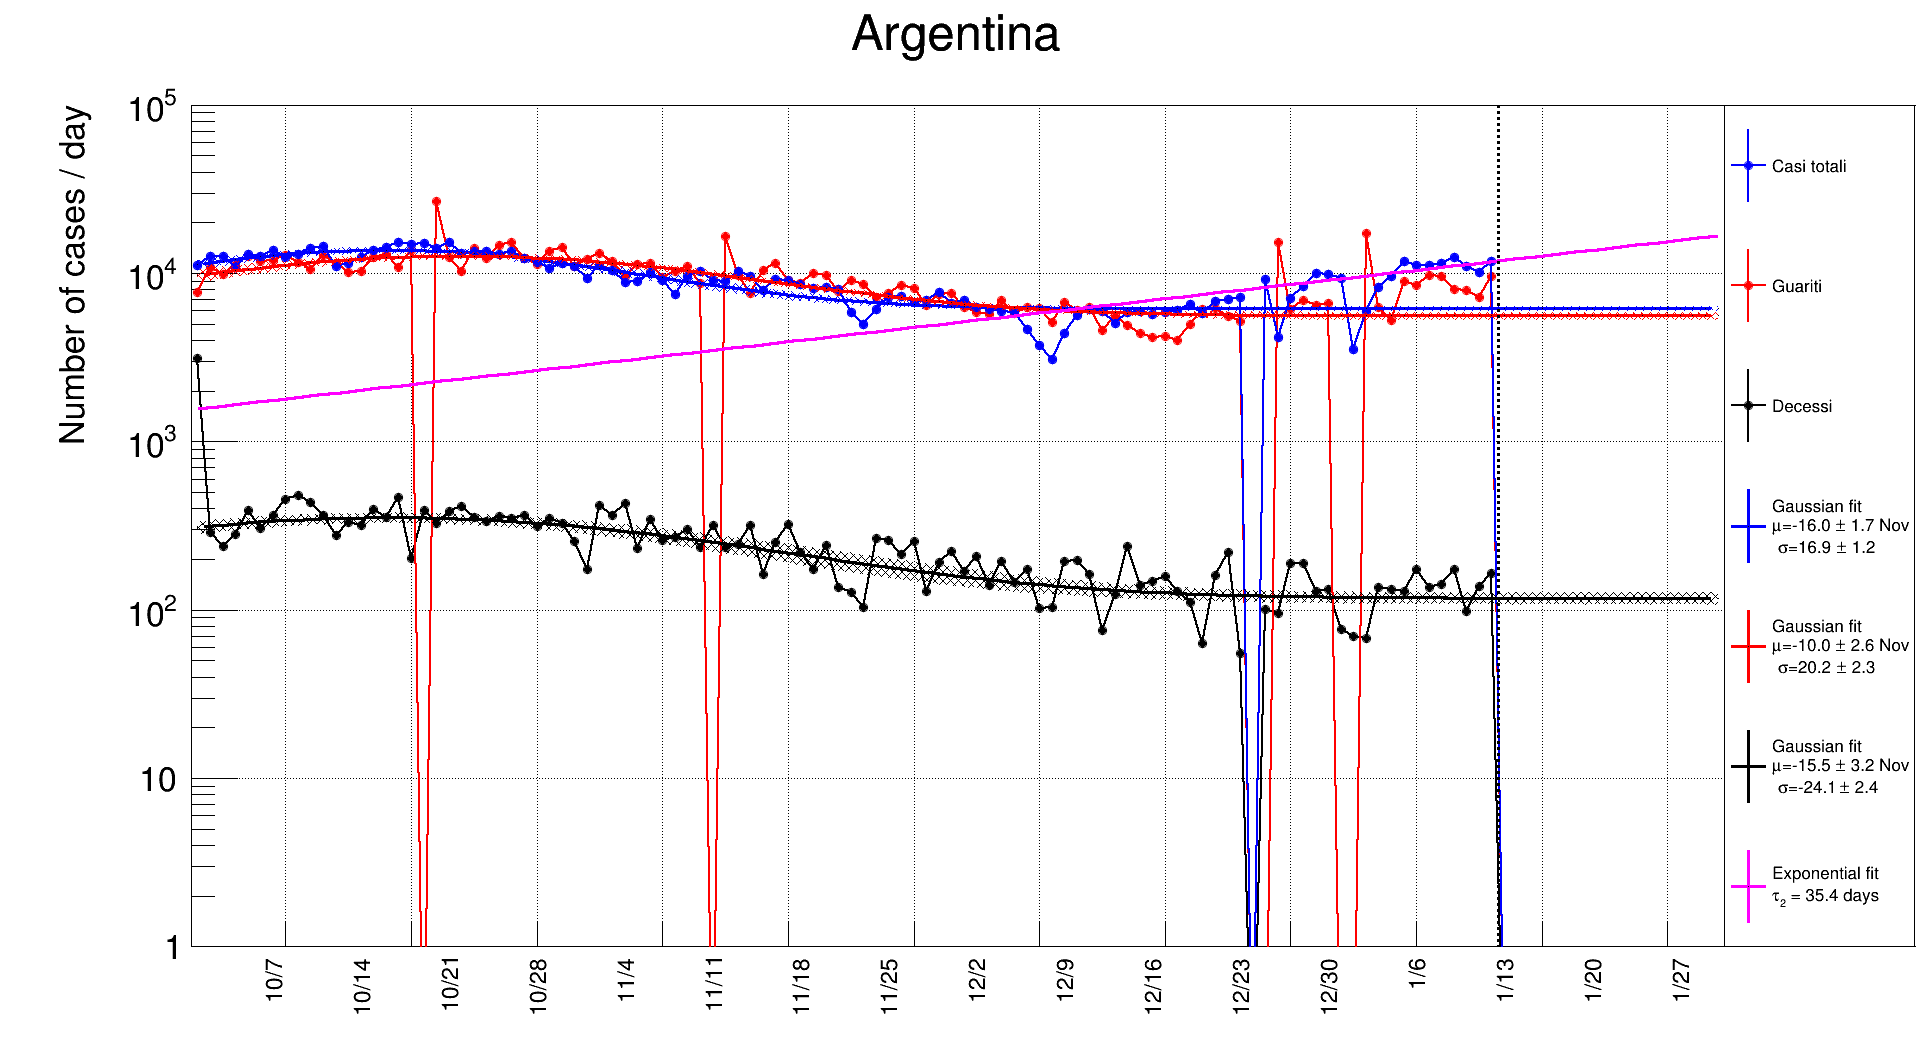 Argentina
Number of cases / day
10^5
10^4
10^3
10^2
10
1
10/7
10/14
10/21
10/28
11/4
11/11
11/18
11/25
12/2
12/9
12/16
12/23
12/30
1/6
1/13
1/20
1/27
Casi totali
Guariti
Decessi
Gaussian fit
μ=-16.0 ± 1.7 Nov
σ=16.9 ± 1.2
Gaussian fit
μ=-10.0 ± 2.6 Nov
σ=20.2 ± 2.3
Gaussian fit
μ=-15.5 ± 3.2 Nov
σ=-24.1 ± 2.4
Exponential fit
τ₂ = 35.4 days